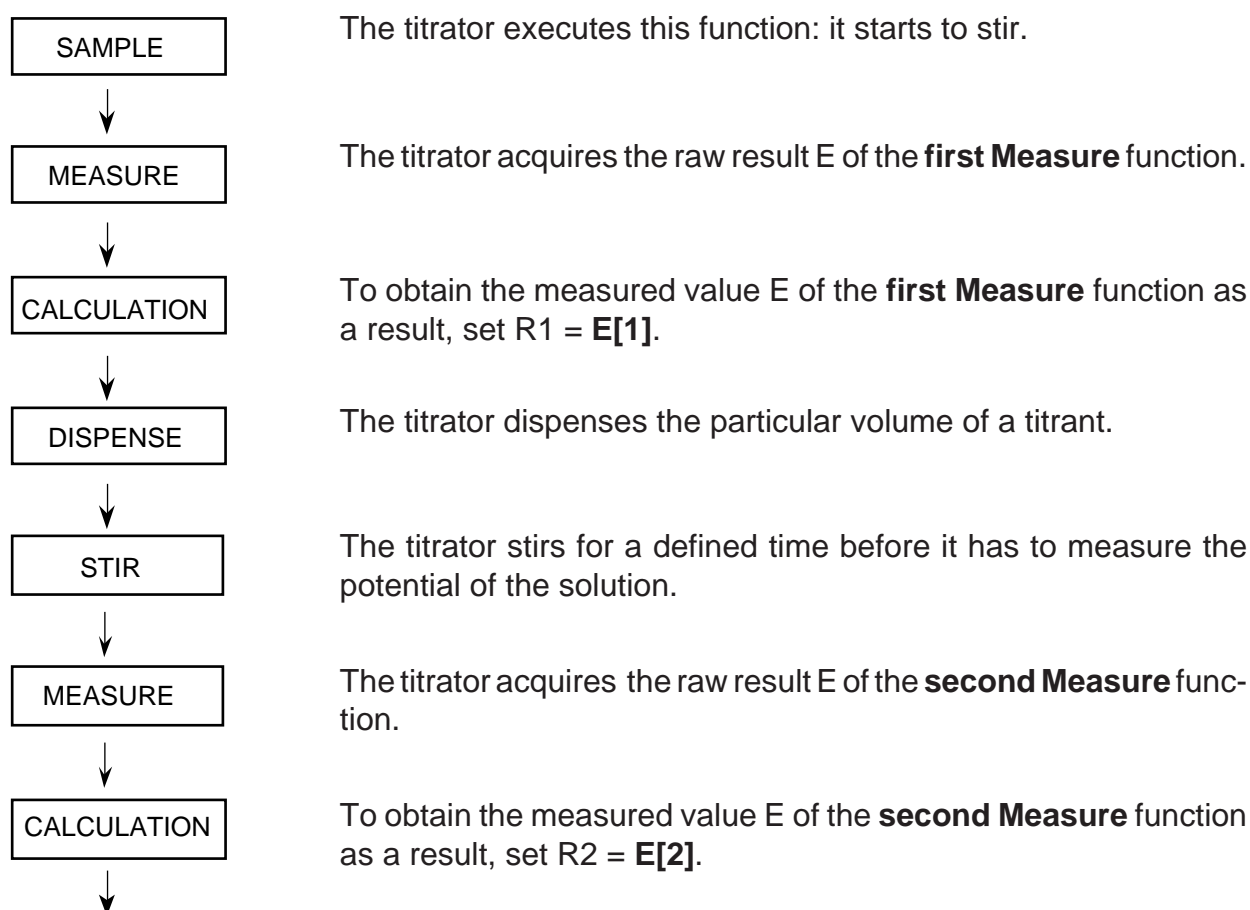 SAMPLE
The titrator executes this function: it starts to stir.
MEASURE
The titrator acquires the raw result E of the first Measure function.
CALCULATION
To obtain the measured value E of the first Measure function as
a result, set R1 = E[1].
DISPENSE
The titrator dispenses the particular volume of a titrant.
STIR
The titrator stirs for a defined time before it has to measure the
potential of the solution.
MEASURE
The titrator acquires the raw result E of the second Measure func-
tion.
CALCULATION
To obtain the measured value E of the second Measure function
as a result, set R2 = E[2].